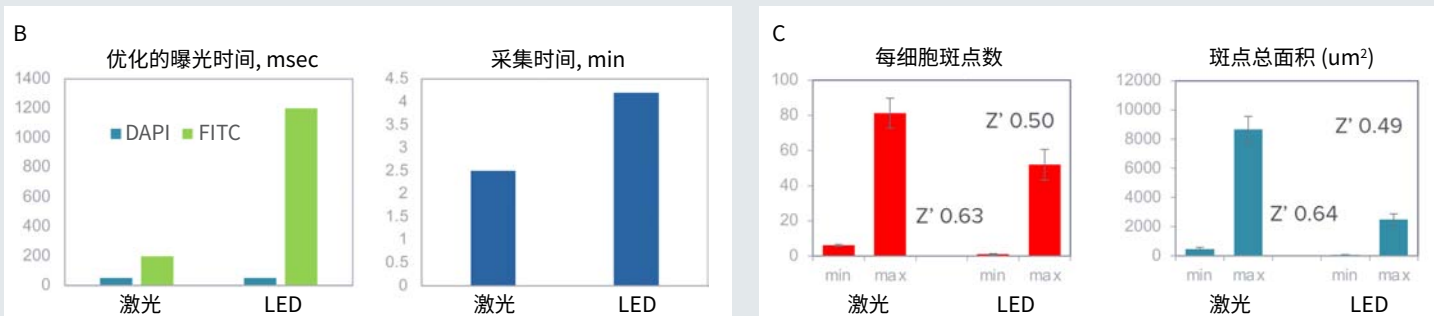 B
优化的曝光时间, msec
1400
1200
1000
800
600
400
200
0
DAPI FITC
激光 LED
采集时间, min
4.5
4
3.5
3
2.5
2
1.5
1
0.5
0
激光 LED
C
每细胞斑点数
100
80
60
40
20
0
Z' 0.50
Z' 0.63
min max min max
激光 LED
斑点总面积 (um²)
12000
10000
8000
6000
4000
2000
0
Z' 0.49
Z' 0.64
min max min max
激光 LED